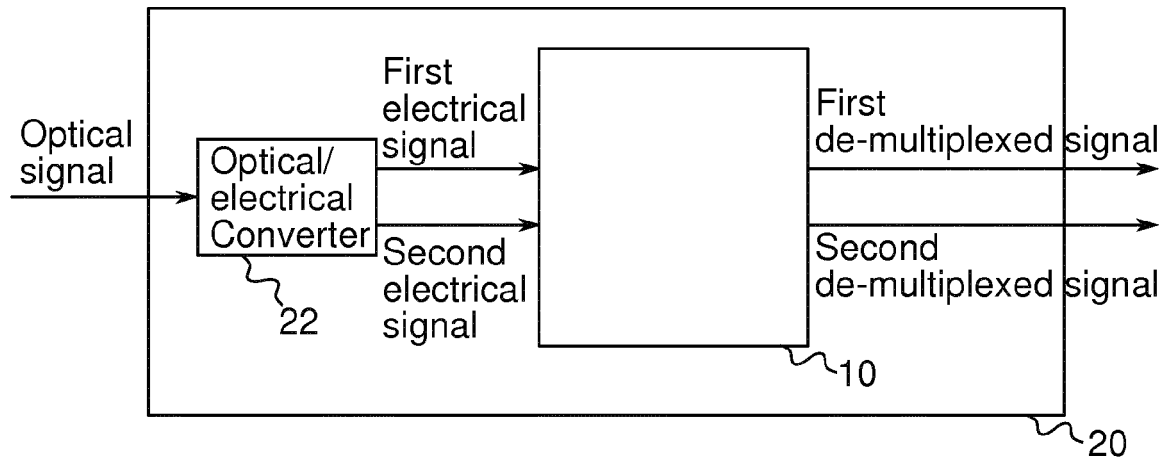 Optical
signal
Optical/
electrical
Converter
22
First
electrical
signal
Second
electrical
signal
10
First
de-multiplexed signal
Second
de-multiplexed signal
20